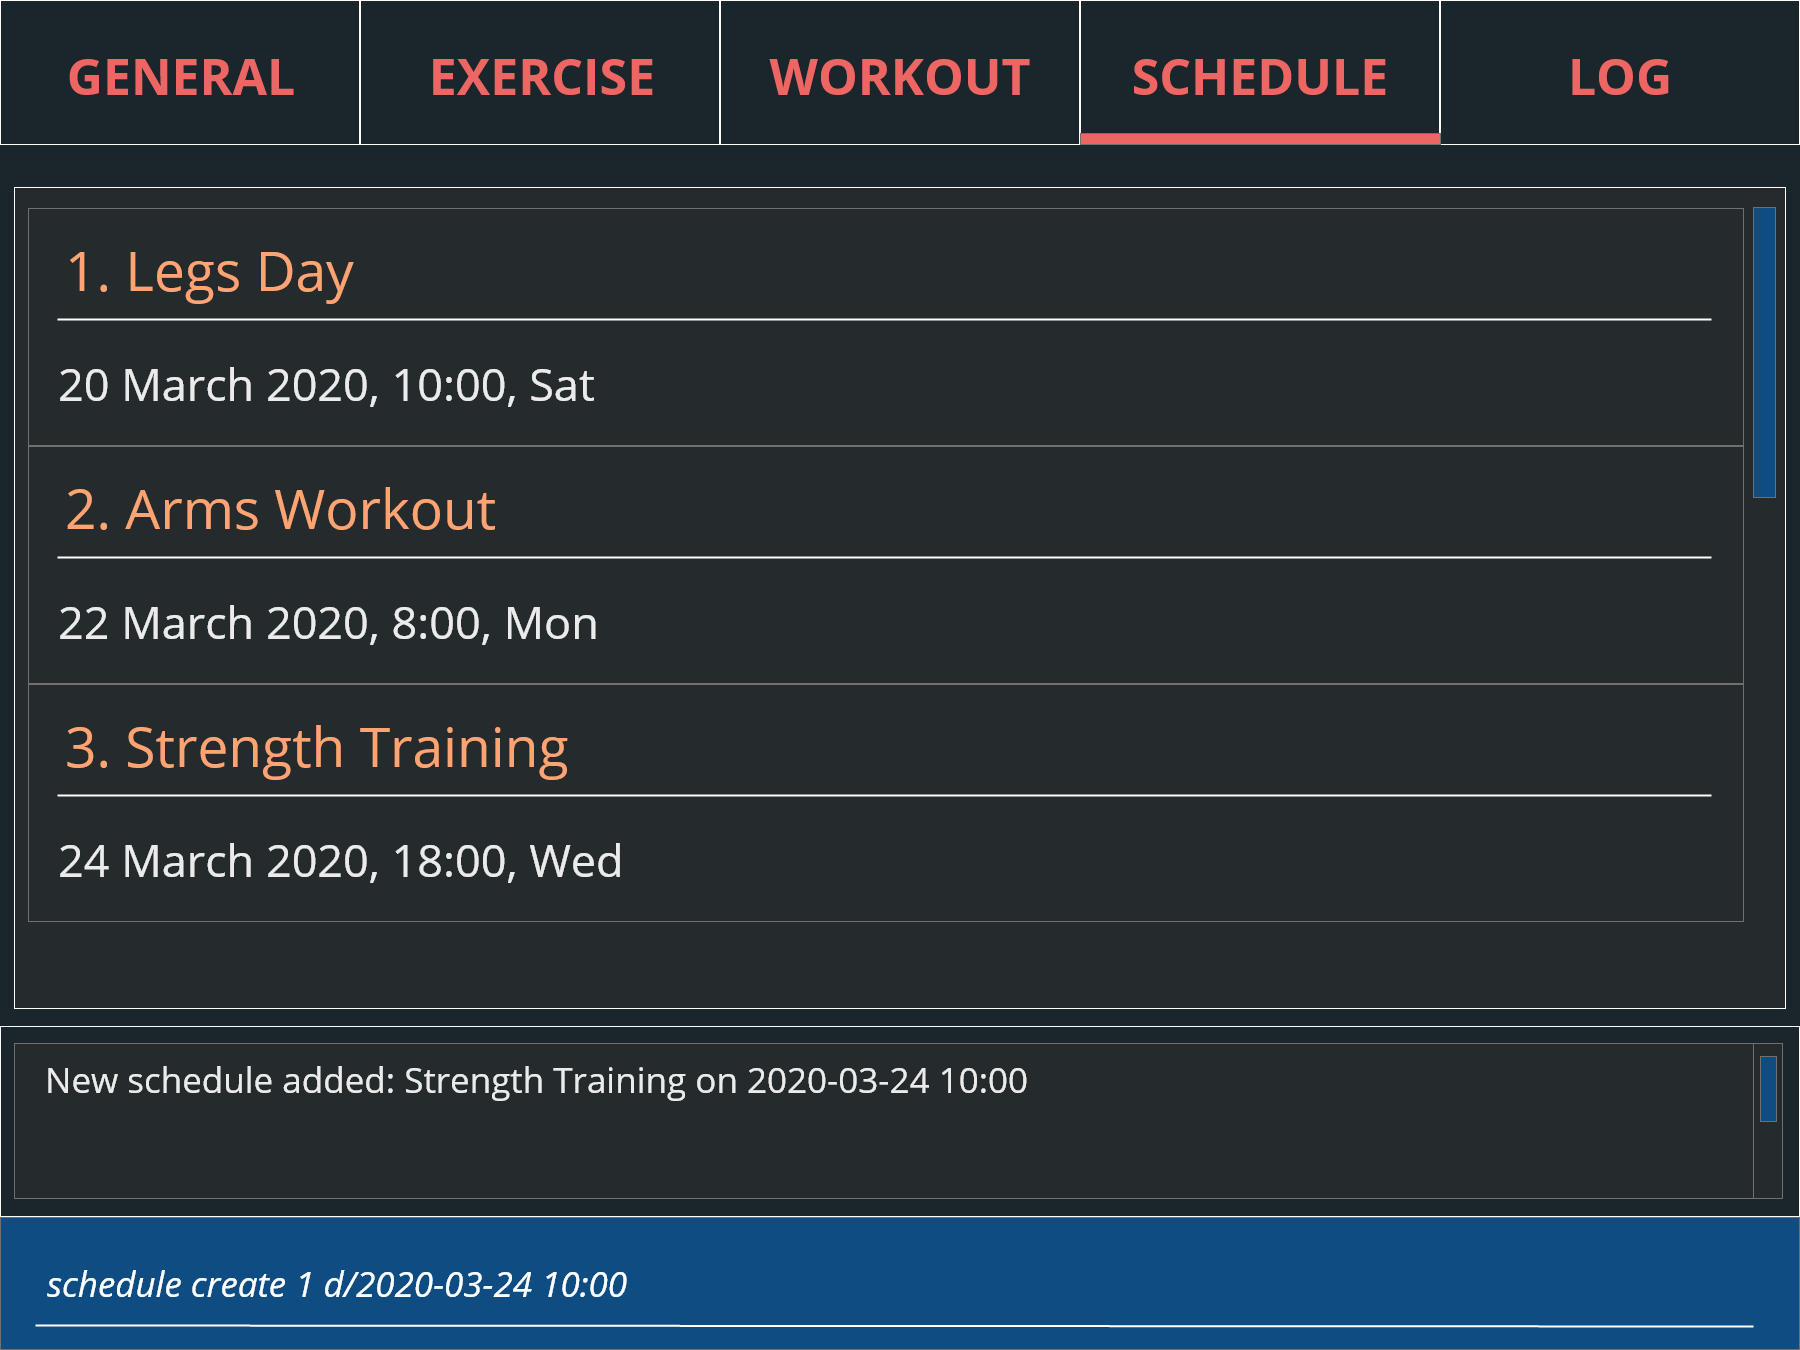 GENERAL EXERCISE WORKOUT SCHEDULE LOG
1. Legs Day
20 March 2020, 10:00, Sat
2. Arms Workout
22 March 2020, 8:00, Mon
3. Strength Training
24 March 2020, 18:00, Wed
New schedule added: Strength Training on 2020-03-24 10:00
schedule create 1 d/2020-03-24 10:00